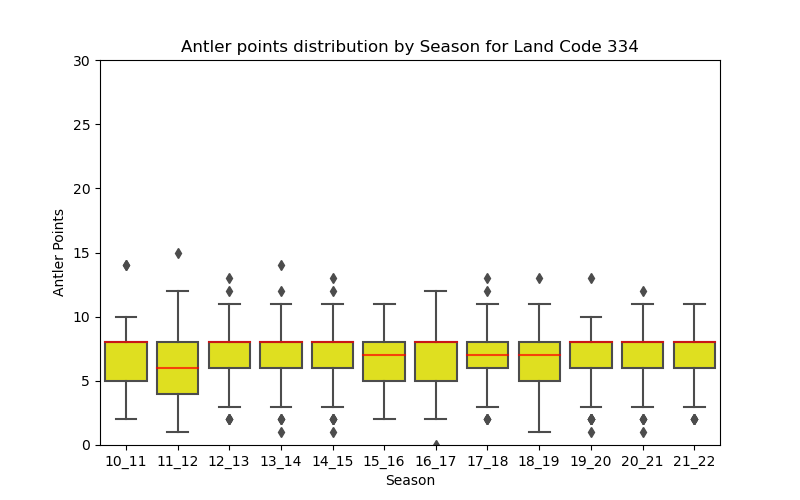 Antler points distribution by Season for Land Code 334
30
25
20
15
10
5
0
Antler Points
10_11 11_12 12_13 13_14 14_15 15_16 16_17 17_18 18_19 19_20 20_21 21_22
Season